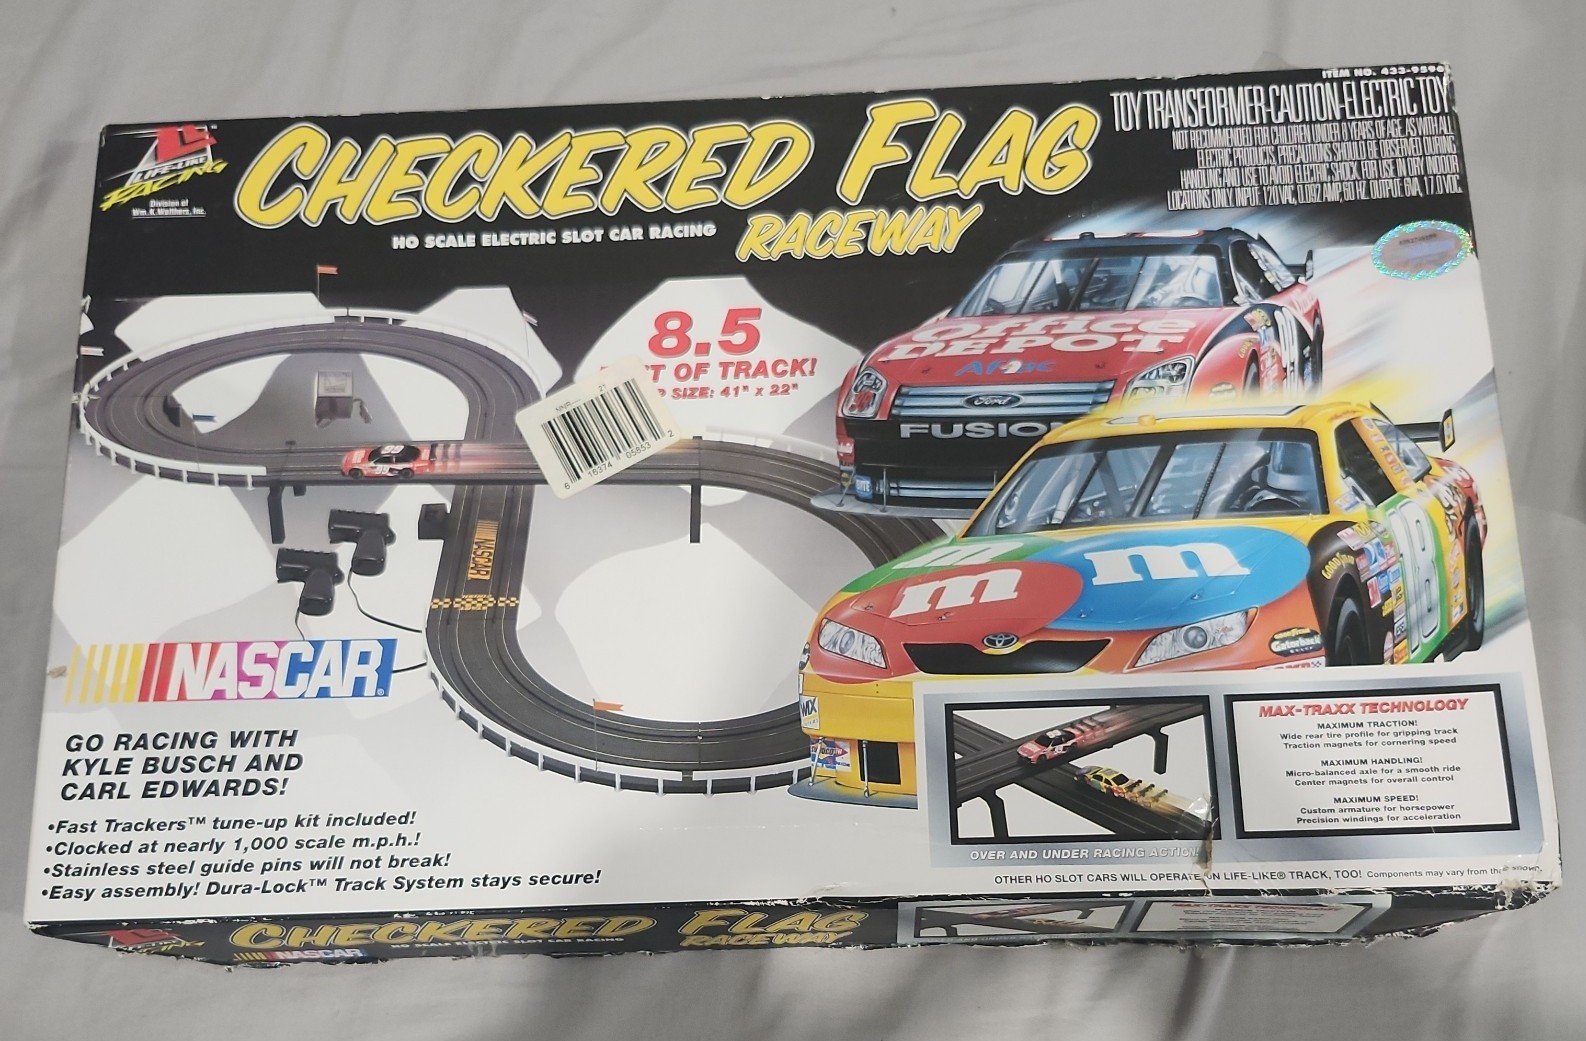 ITEM NO. 433-9596
LIFE-LIKE
RACING
Division of
Wm. K. Walthers, Inc.
CHECKERED FLAG
RACEWAY
HO SCALE ELECTRIC SLOT CAR RACING
TOY TRANSFORMER-CAUTION-ELECTRIC TOY
NOT RECOMMENDED FOR CHILDREN UNDER 8 YEARS OF AGE. AS WITH ALL
ELECTRIC PRODUCTS, PRECAUTIONS SHOULD BE OBSERVED DURING
HANDLING AND USE TO AVOID ELECTRIC SHOCK. FOR USE IN DRY INDOOR
LOCATIONS ONLY. INPUT: 120 VAC, 0.092 AMP, 60 HZ. OUTPUT: 6VA, 17.0 VDC.
8.5
OF TRACK!
SIZE: 41" x 22"
6 16374 05853 2
Office
DEPOT
Ford
FUSION
99
NASCAR
m
m
m
18
GOODYEAR
Gatorback
NASCAR®
GO RACING WITH
KYLE BUSCH AND
CARL EDWARDS!
•Fast Trackers™ tune-up kit included!
•Clocked at nearly 1,000 scale m.p.h.!
•Stainless steel guide pins will not break!
•Easy assembly! Dura-Lock™ Track System stays secure!
OVER AND UNDER RACING ACTION!
MAX-TRAXX TECHNOLOGY
MAXIMUM TRACTION!
Wide rear tire profile for gripping track
Traction magnets for cornering speed
MAXIMUM HANDLING!
Micro-balanced axle for a smooth ride
Center magnets for overall control
MAXIMUM SPEED!
Custom armature for horsepower
Precision windings for acceleration
OTHER HO SLOT CARS WILL OPERATE ON LIFE-LIKE® TRACK, TOO! Components may vary from those shown.
CHECKERED FLAG
RACEWAY
HO SCALE ELECTRIC SLOT CAR RACING
NASCAR